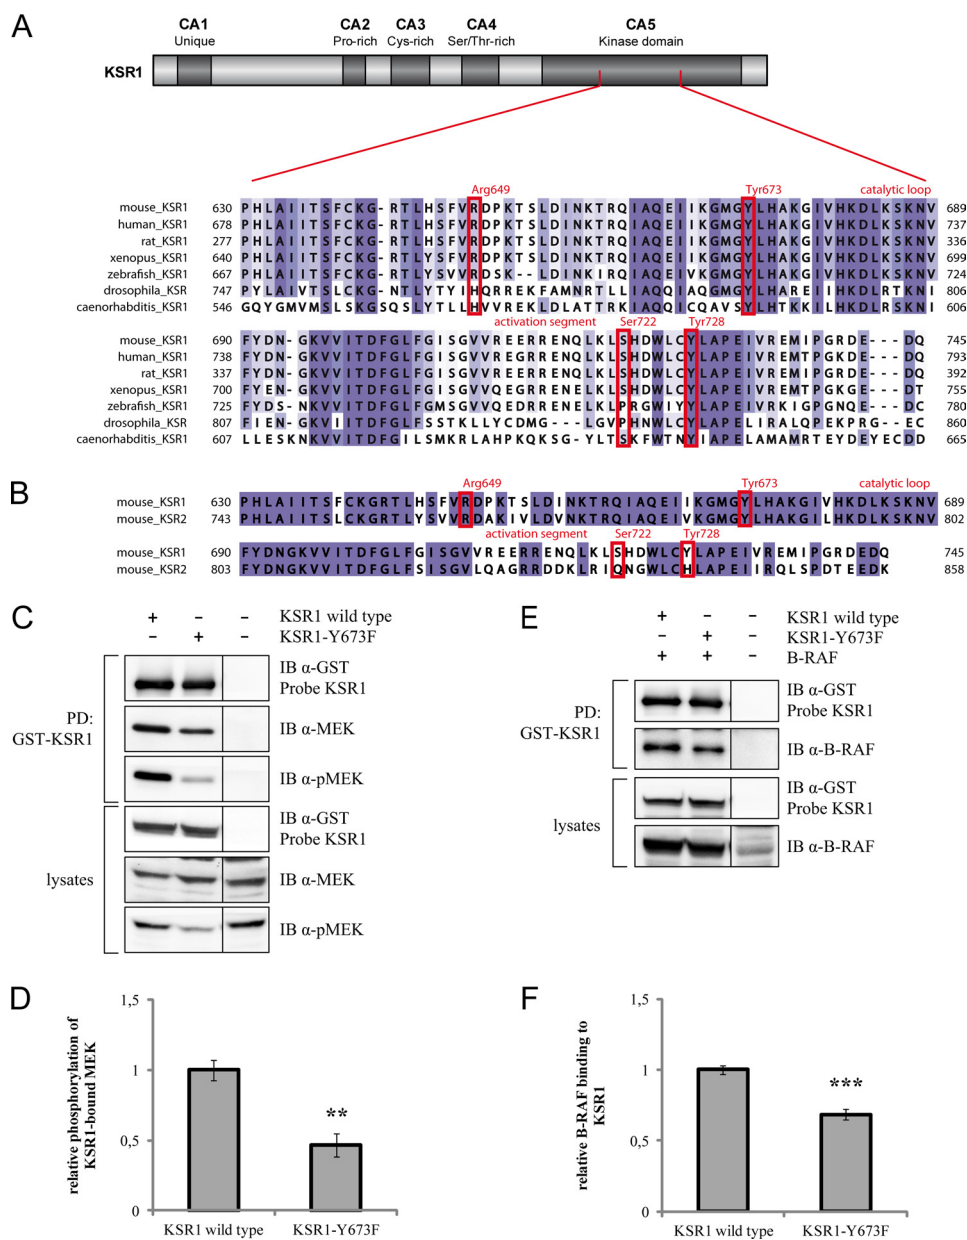 A
CA1 CA2 CA3 CA4 CA5
Unique Pro-rich Cys-rich Ser/Thr-rich Kinase domain
KSR1
Arg649 Tyr673 catalytic loop
mouse_KSR1 630 PHLAIITSFCKG-RTLHSFVRDPKTSLDINKTRQIAQEIIKGMGYLHAKGIVHKDLKSKNV 689
human_KSR1 678 PHLAIITSFCKG-RTLHSFVRDPKTSLDINKTRQIAQEIIKGMGYLHAKGIVHKDLKSKNV 737
rat_KSR1 277 PHLAIITSFCKG-RTLHSFVRDPKTSLDINKTRQIAQEIIKGMGYLHAKGIVHKDLKSKNV 336
xenopus_KSR1 640 PHLAIITSFCKG-RTLYSVVRDPKTSLDINKTRQIAQEIIKGMGYLHAKGIVHKDLKSKNV 699
zebrafish_KSR1 667 PHLAIITSFCKG-RTLYSVVRDSK--LDINKIRQIAQEIVKGMGYLHAKGIVHKDLKSKNV 724
drosophila_KSR 747 PYLAIVTSLCKG-NTLYTYIHQRREKFAMNRTLLIAQQIAQGMGYLHAREIIHKDLRTKNI 806
caenorhabditis_KSR1 546 GQYGMVMSLSKGSQSLYTLLHVVREKLDLATTRKIAQQICQAVSYLHTKKILHKDLRSKNI 606
activation segment Ser722 Tyr728
mouse_KSR1 690 FYDN-GKVVITDFGLFGISGVVREERRENQLKLSHDWLCYLAPEIVREMIPGRDE---DQ 745
human_KSR1 738 FYDN-GKVVITDFGLFGISGVVREERRENQLKLSHDWLCYLAPEIVREMTPGRDE---DQ 793
rat_KSR1 337 FYDN-GKVVITDFGLFGISGVVREERRENQLKLSHDWLCYLAPEIVREMIPGRDE---DQ 392
xenopus_KSR1 700 FYEN-GKVVITDFGLFGISGVVQEGRRENELKLSHDWLCYLAPEIVREMTPGKDE---DQ 755
zebrafish_KSR1 725 FYDS-NKVVITDFGLFGMSGVVQEDRRENELKLPRGWIYYLAPEIVRKIGPGNQE---DC 780
drosophila_KSR 807 FIEN-GKVIITDFGLFSSTKLLYCDMG---LGVPHNWLCYLAPELIRALQPEKPRG--EC 860
caenorhabditis_KSR1 607 LLESKNKVVITDFGILSMKRLAHPKQKSG-YLTSKFWTNYIAPELAMAMRTEYDEYECDD 665
B
Arg649 Tyr673 catalytic loop
mouse_KSR1 630 PHLAIITSFCKGRTLHSFVRDPKTSLDINKTRQIAQEIIKGMGYLHAKGIVHKDLKSKNV 689
mouse_KSR2 743 PHLAIITSLCKGRTLYSVVRDAKIVLDVNKTRQIAQEIVKGMGYLHAKGILHKDLKSKNV 802
activation segment Ser722 Tyr728
mouse_KSR1 690 FYDNGKVVITDFGLFGISGVVREERRENQLKLSHDWLCYLAPEIVREMIPGRDEDQ 745
mouse_KSR2 803 FYDNGKVVITDFGLFSISGVLQAGRRDDKLRIQNGWLCHLAPEIIRQLSPDTEEDK 858
C
+ – – KSR1 wild type
– + – KSR1-Y673F
PD: GST-KSR1
IB α-GST
Probe KSR1
IB α-MEK
IB α-pMEK
lysates
IB α-GST
Probe KSR1
IB α-MEK
IB α-pMEK
E
+ – – KSR1 wild type
– + – KSR1-Y673F
+ + – B-RAF
PD: GST-KSR1
IB α-GST
Probe KSR1
IB α-B-RAF
lysates
IB α-GST
Probe KSR1
IB α-B-RAF
D
relative phosphorylation of
KSR1-bound MEK
1,5
1
0,5
0
**
KSR1 wild type KSR1-Y673F
F
relative B-RAF binding to
KSR1
1,5
1
0,5
0
***
KSR1 wild type KSR1-Y673F